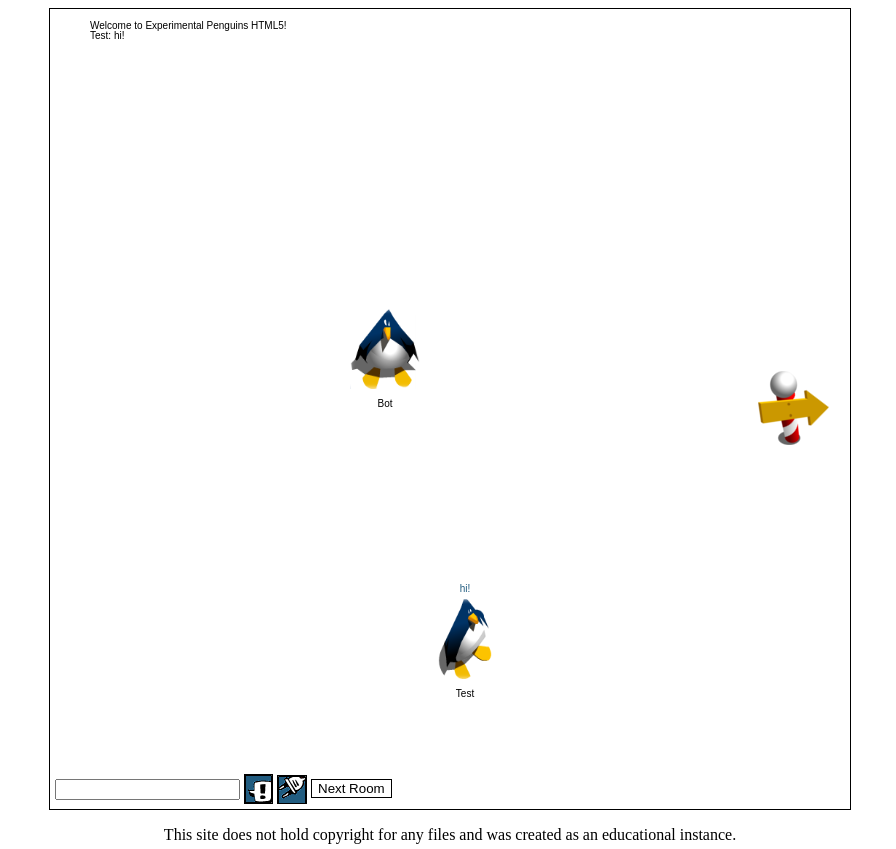 Welcome to Experimental Penguins HTML5!
Test: hi!
Bot
hi!
Test
Next Room
This site does not hold copyright for any files and was created as an educational instance.